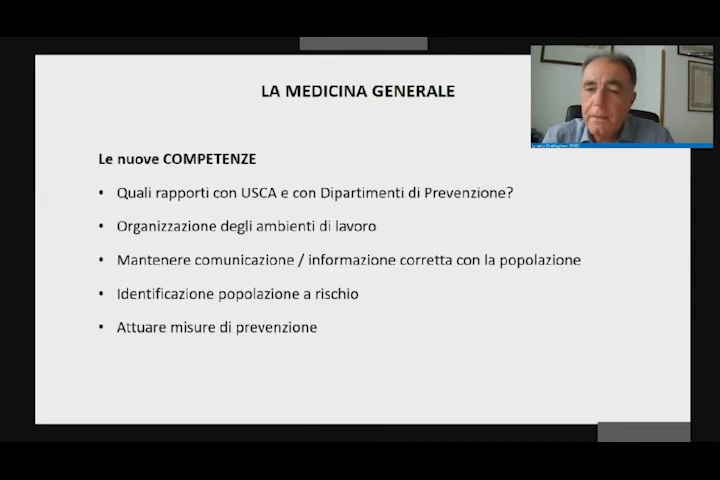 LA MEDICINA GENERALE
Le nuove COMPETENZE
• Quali rapporti con USCA e con Dipartimenti di Prevenzione?
• Organizzazione degli ambienti di lavoro
• Mantenere comunicazione / informazione corretta con la popolazione
• Identificazione popolazione a rischio
• Attuare misure di prevenzione